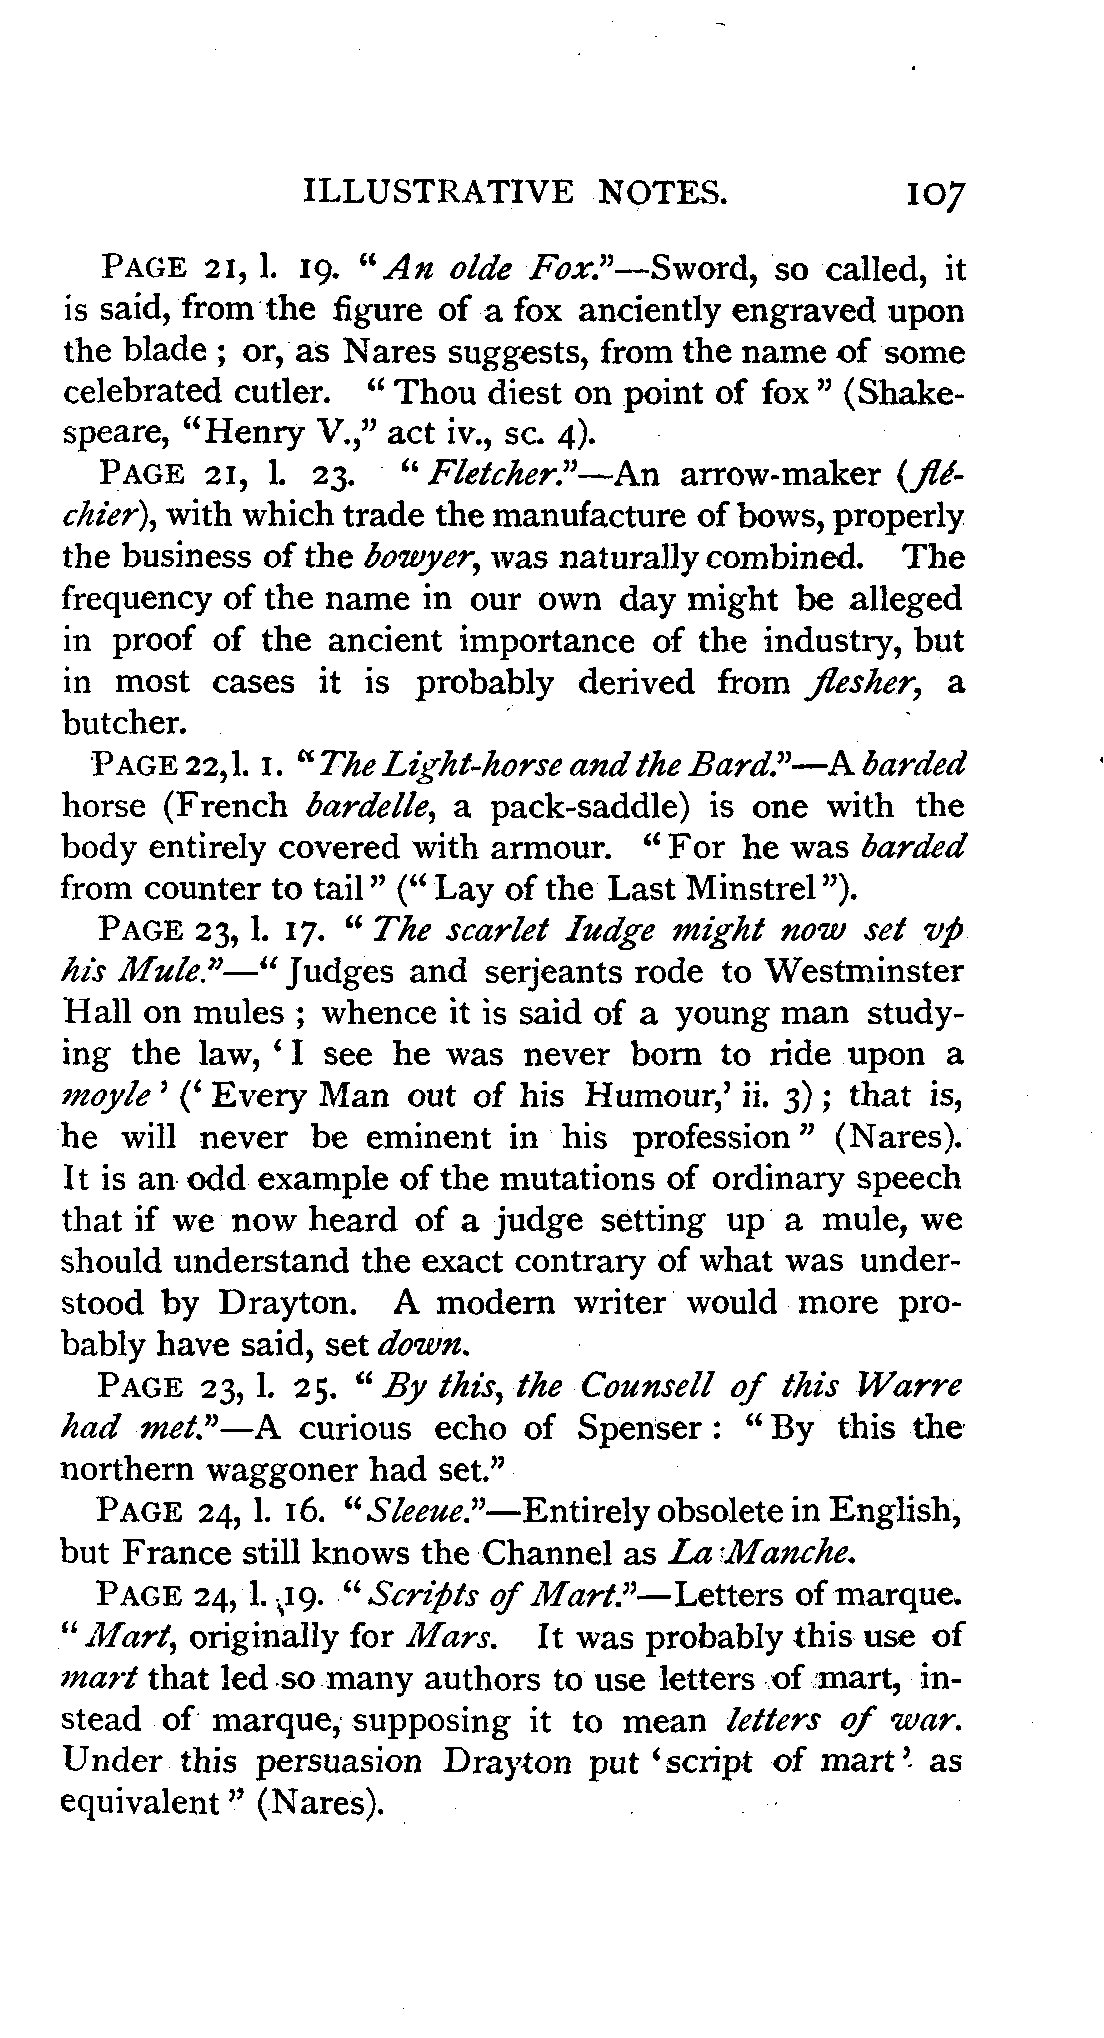 ILLUSTRATIVE NOTES. 107
PAGE 21, l. 19. "An olde Fox."—Sword, so called, it
is said, from the figure of a fox anciently engraved upon
the blade ; or, as Nares suggests, from the name of some
celebrated cutler. "Thou diest on point of fox" (Shake-
speare, "Henry V.," act iv., sc. 4).
PAGE 21, l. 23. "Fletcher."—An arrow-maker (flé-
chier), with which trade the manufacture of bows, properly
the business of the bowyer, was naturally combined. The
frequency of the name in our own day might be alleged
in proof of the ancient importance of the industry, but
in most cases it is probably derived from flesher, a
butcher.
PAGE 22, l. 1. "The Light-horse and the Bard."—A barded
horse (French bardelle, a pack-saddle) is one with the
body entirely covered with armour. "For he was barded
from counter to tail" ("Lay of the Last Minstrel").
PAGE 23, l. 17. "The scarlet Iudge might now set vp
his Mule."—"Judges and serjeants rode to Westminster
Hall on mules ; whence it is said of a young man study-
ing the law, 'I see he was never born to ride upon a
moyle' ('Every Man out of his Humour,' ii. 3) ; that is,
he will never be eminent in his profession" (Nares).
It is an odd example of the mutations of ordinary speech
that if we now heard of a judge setting up a mule, we
should understand the exact contrary of what was under-
stood by Drayton. A modern writer would more pro-
bably have said, set down.
PAGE 23, l. 25. "By this, the Counsell of this Warre
had met."—A curious echo of Spenser : "By this the
northern waggoner had set."
PAGE 24, l. 16. "Sleeue."—Entirely obsolete in English,
but France still knows the Channel as La Manche.
PAGE 24, l. 19. "Scripts of Mart."—Letters of marque.
"Mart, originally for Mars. It was probably this use of
mart that led so many authors to use letters of mart, in-
stead of marque, supposing it to mean letters of war.
Under this persuasion Drayton put 'script of mart' as
equivalent" (Nares).